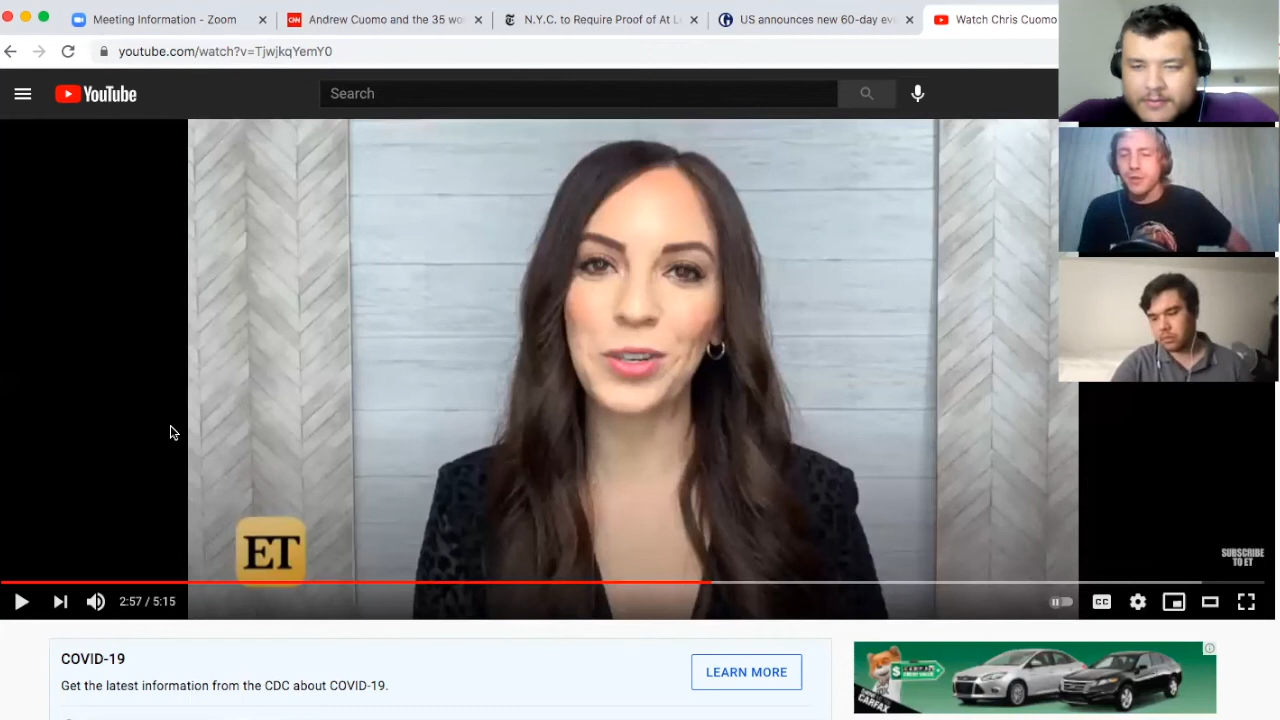 Meeting Information - Zoom
CNN
Andrew Cuomo and the 35 wo
N.Y.C. to Require Proof of At L
US announces new 60-day ev
Watch Chris Cuomo
youtube.com/watch?v=TjwjkqYemY0
YouTube
Search
ET
SUBSCRIBE
TO ET
2:57 / 5:15
CC
COVID-19
Get the latest information from the CDC about COVID-19.
LEARN MORE
CARFAX